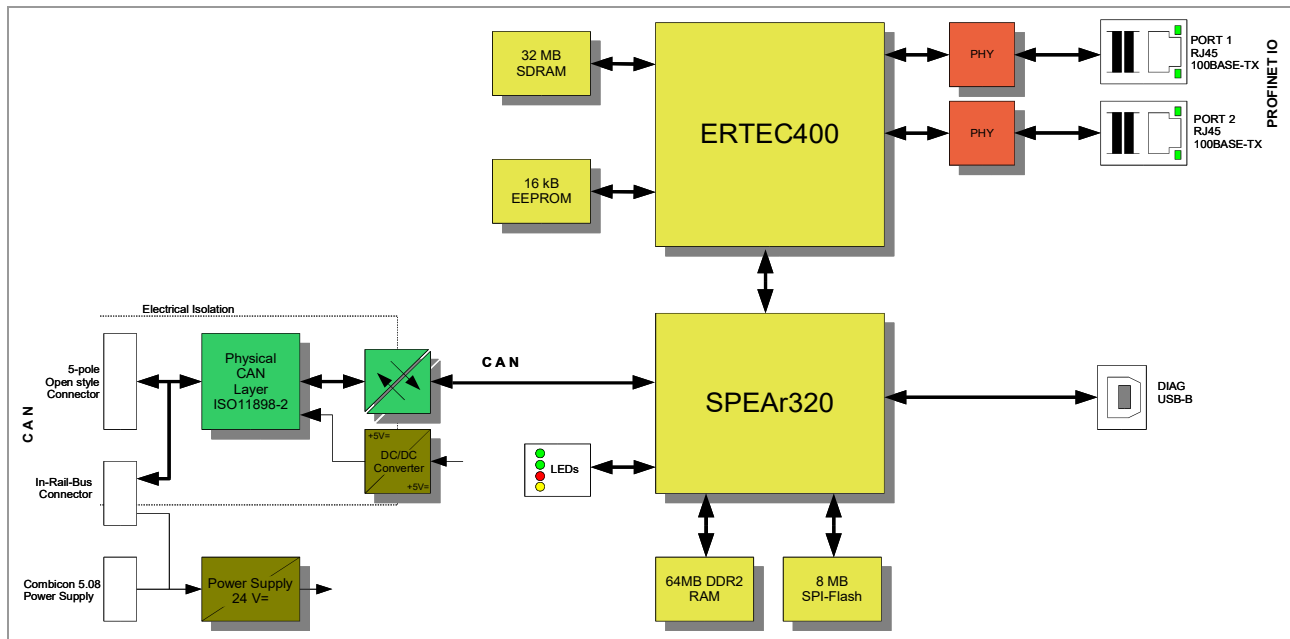 32 MB
SDRAM
16 kB
EEPROM
ERTEC400
PHY
PHY
PORT 1
RJ45
100BASE-TX
PORT 2
RJ45
100BASE-TX
PROFINET IO
Electrical Isolation
5-pole
Open style
Connector
CAN
Physical
CAN
Layer
ISO11898-2
CAN
+5V=
DC/DC
Converter
+5V=
SPEAr320
DIAG
USB-B
LEDs
In-Rail-Bus
Connector
Combicon 5.08
Power Supply
Power Supply
24 V=
64MB DDR2
RAM
8 MB
SPI-Flash